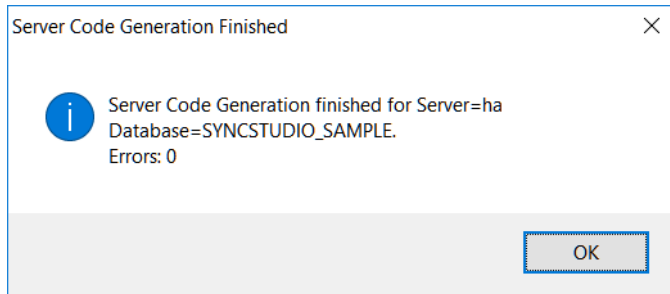 Server Code Generation Finished
Server Code Generation finished for Server=ha
Database=SYNCSTUDIO_SAMPLE.
Errors: 0
OK